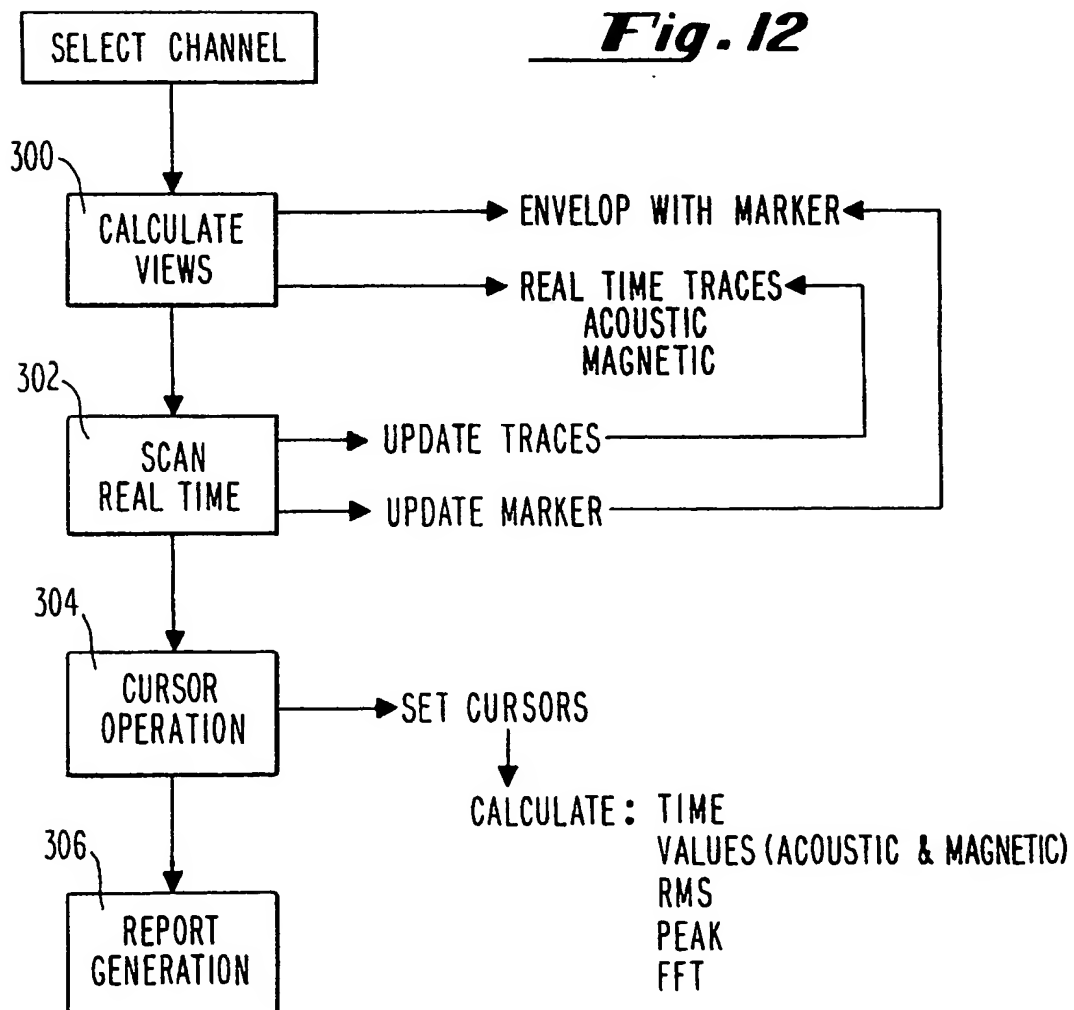 Fig. 12
SELECT CHANNEL
300
CALCULATE
VIEWS
ENVELOP WITH MARKER
REAL TIME TRACES
ACOUSTIC
MAGNETIC
302
SCAN
REAL TIME
UPDATE TRACES
UPDATE MARKER
304
CURSOR
OPERATION
SET CURSORS
CALCULATE: TIME
VALUES (ACOUSTIC & MAGNETIC)
RMS
PEAK
FFT
306
REPORT
GENERATION